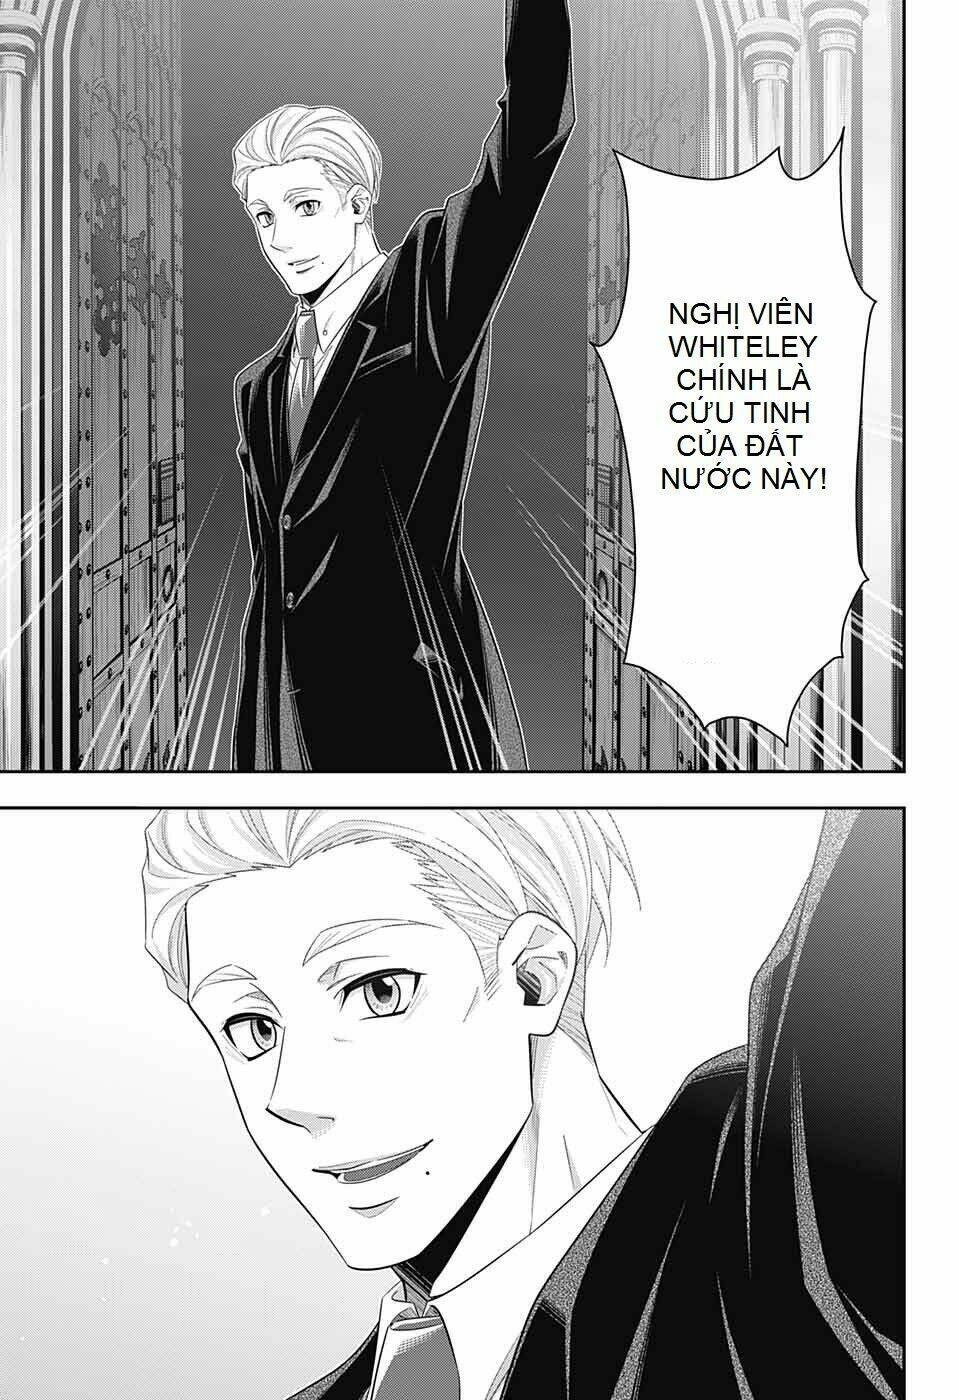 NGHỊ VIÊN
WHITELEY
CHÍNH LÀ
CỨU TINH
CỦA ĐẤT
NƯỚC NÀY!